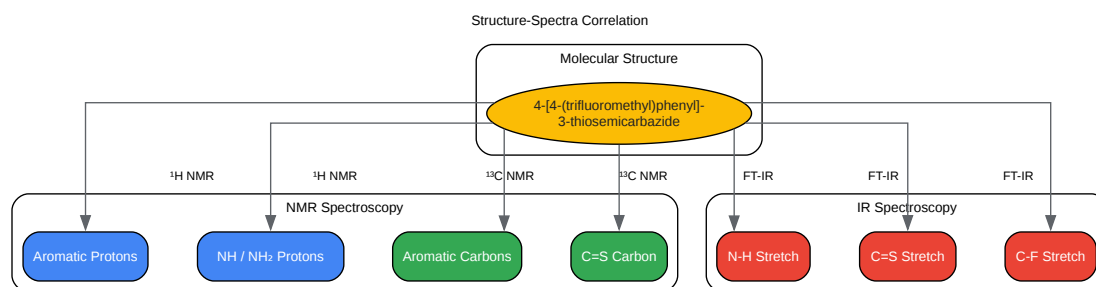 Structure-Spectra Correlation
Molecular Structure
4-[4-(trifluoromethyl)phenyl]-
3-thiosemicarbazide
¹H NMR
¹H NMR
¹³C NMR
¹³C NMR
FT-IR
FT-IR
FT-IR
NMR Spectroscopy
IR Spectroscopy
Aromatic Protons
NH / NH₂ Protons
Aromatic Carbons
C=S Carbon
N-H Stretch
C=S Stretch
C-F Stretch